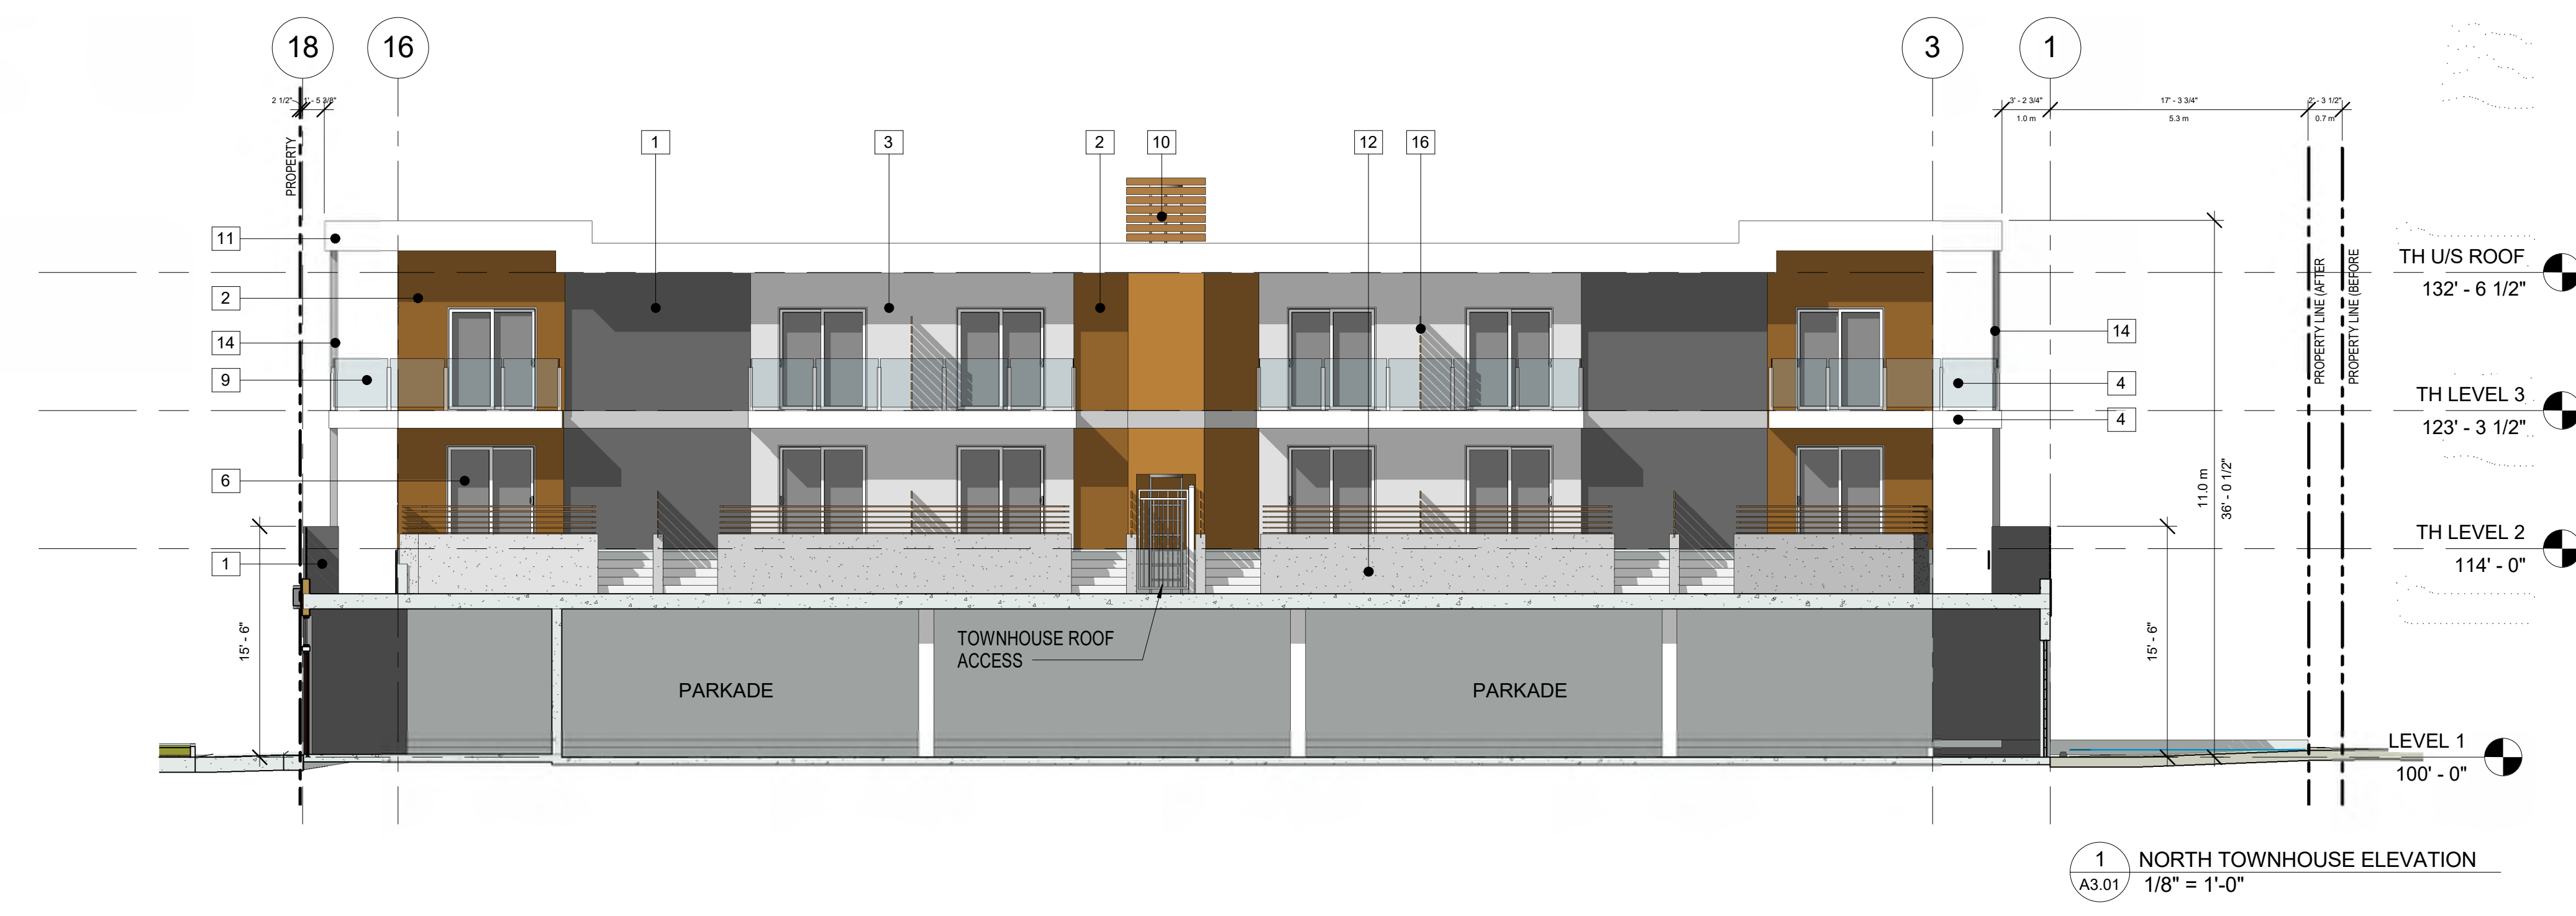 18
16
3
1
2 1/2"
1' - 5 3/8"
3' - 2 3/4"
17' - 3 3/4"
2' - 3 1/2"
1.0 m
5.3 m
0.7 m
PROPERTY
1
3
2
10
12
16
11
2
14
9
6
1
14
4
4
PROPERTY LINE (AFTER
PROPERTY LINE (BEFORE
TH U/S ROOF
132' - 6 1/2"
TH LEVEL 3
123' - 3 1/2"
11.0 m
36' - 0 1/2"
TH LEVEL 2
114' - 0"
15' - 6"
15' - 6"
TOWNHOUSE ROOF
ACCESS
PARKADE
PARKADE
LEVEL 1
100' - 0"
1
A3.01
NORTH TOWNHOUSE ELEVATION
1/8" = 1'-0"